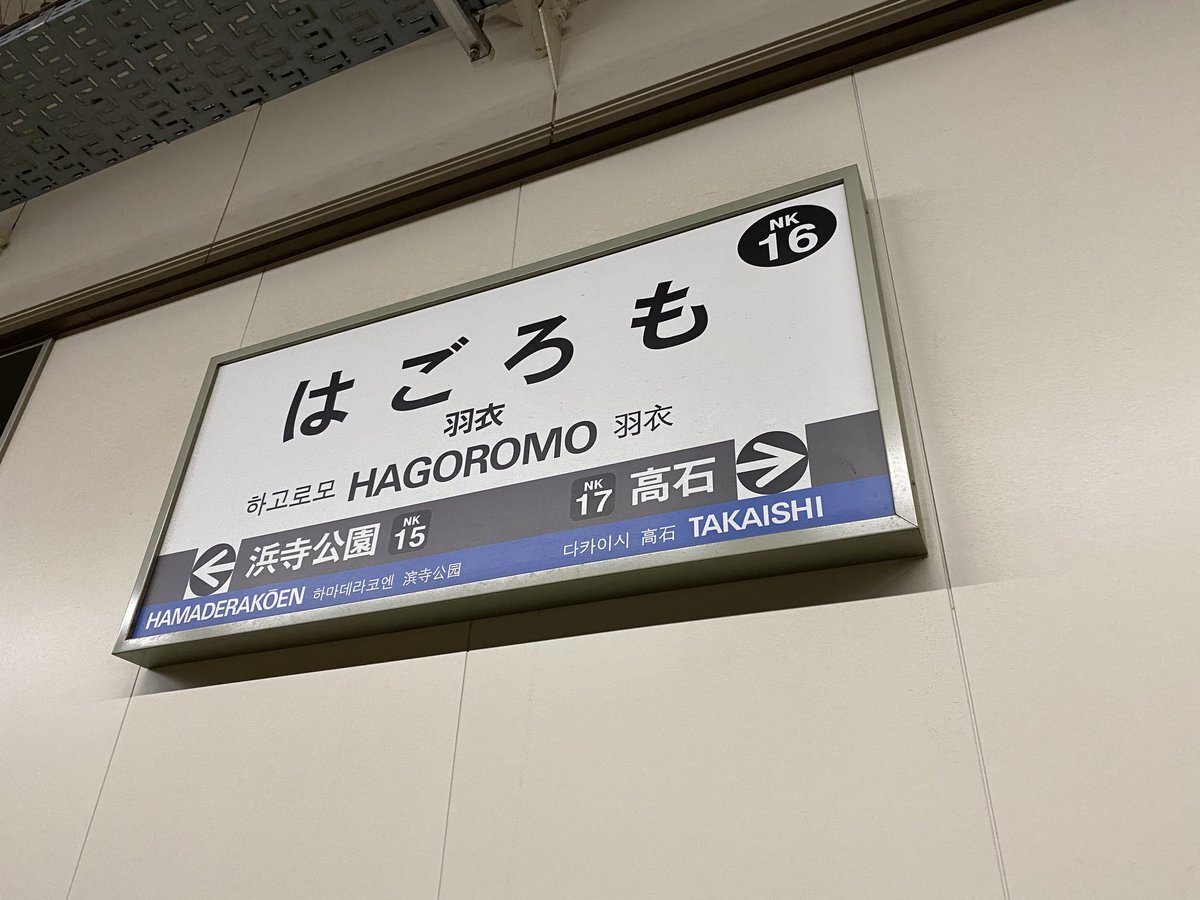 NK
16
はごろも
羽衣
하고로모 HAGOROMO 羽衣
浜寺公園 NK 15
NK 17 高石
HAMADERAKŌEN 하마데라코엔 滨寺公园
다카이시 高石 TAKAISHI